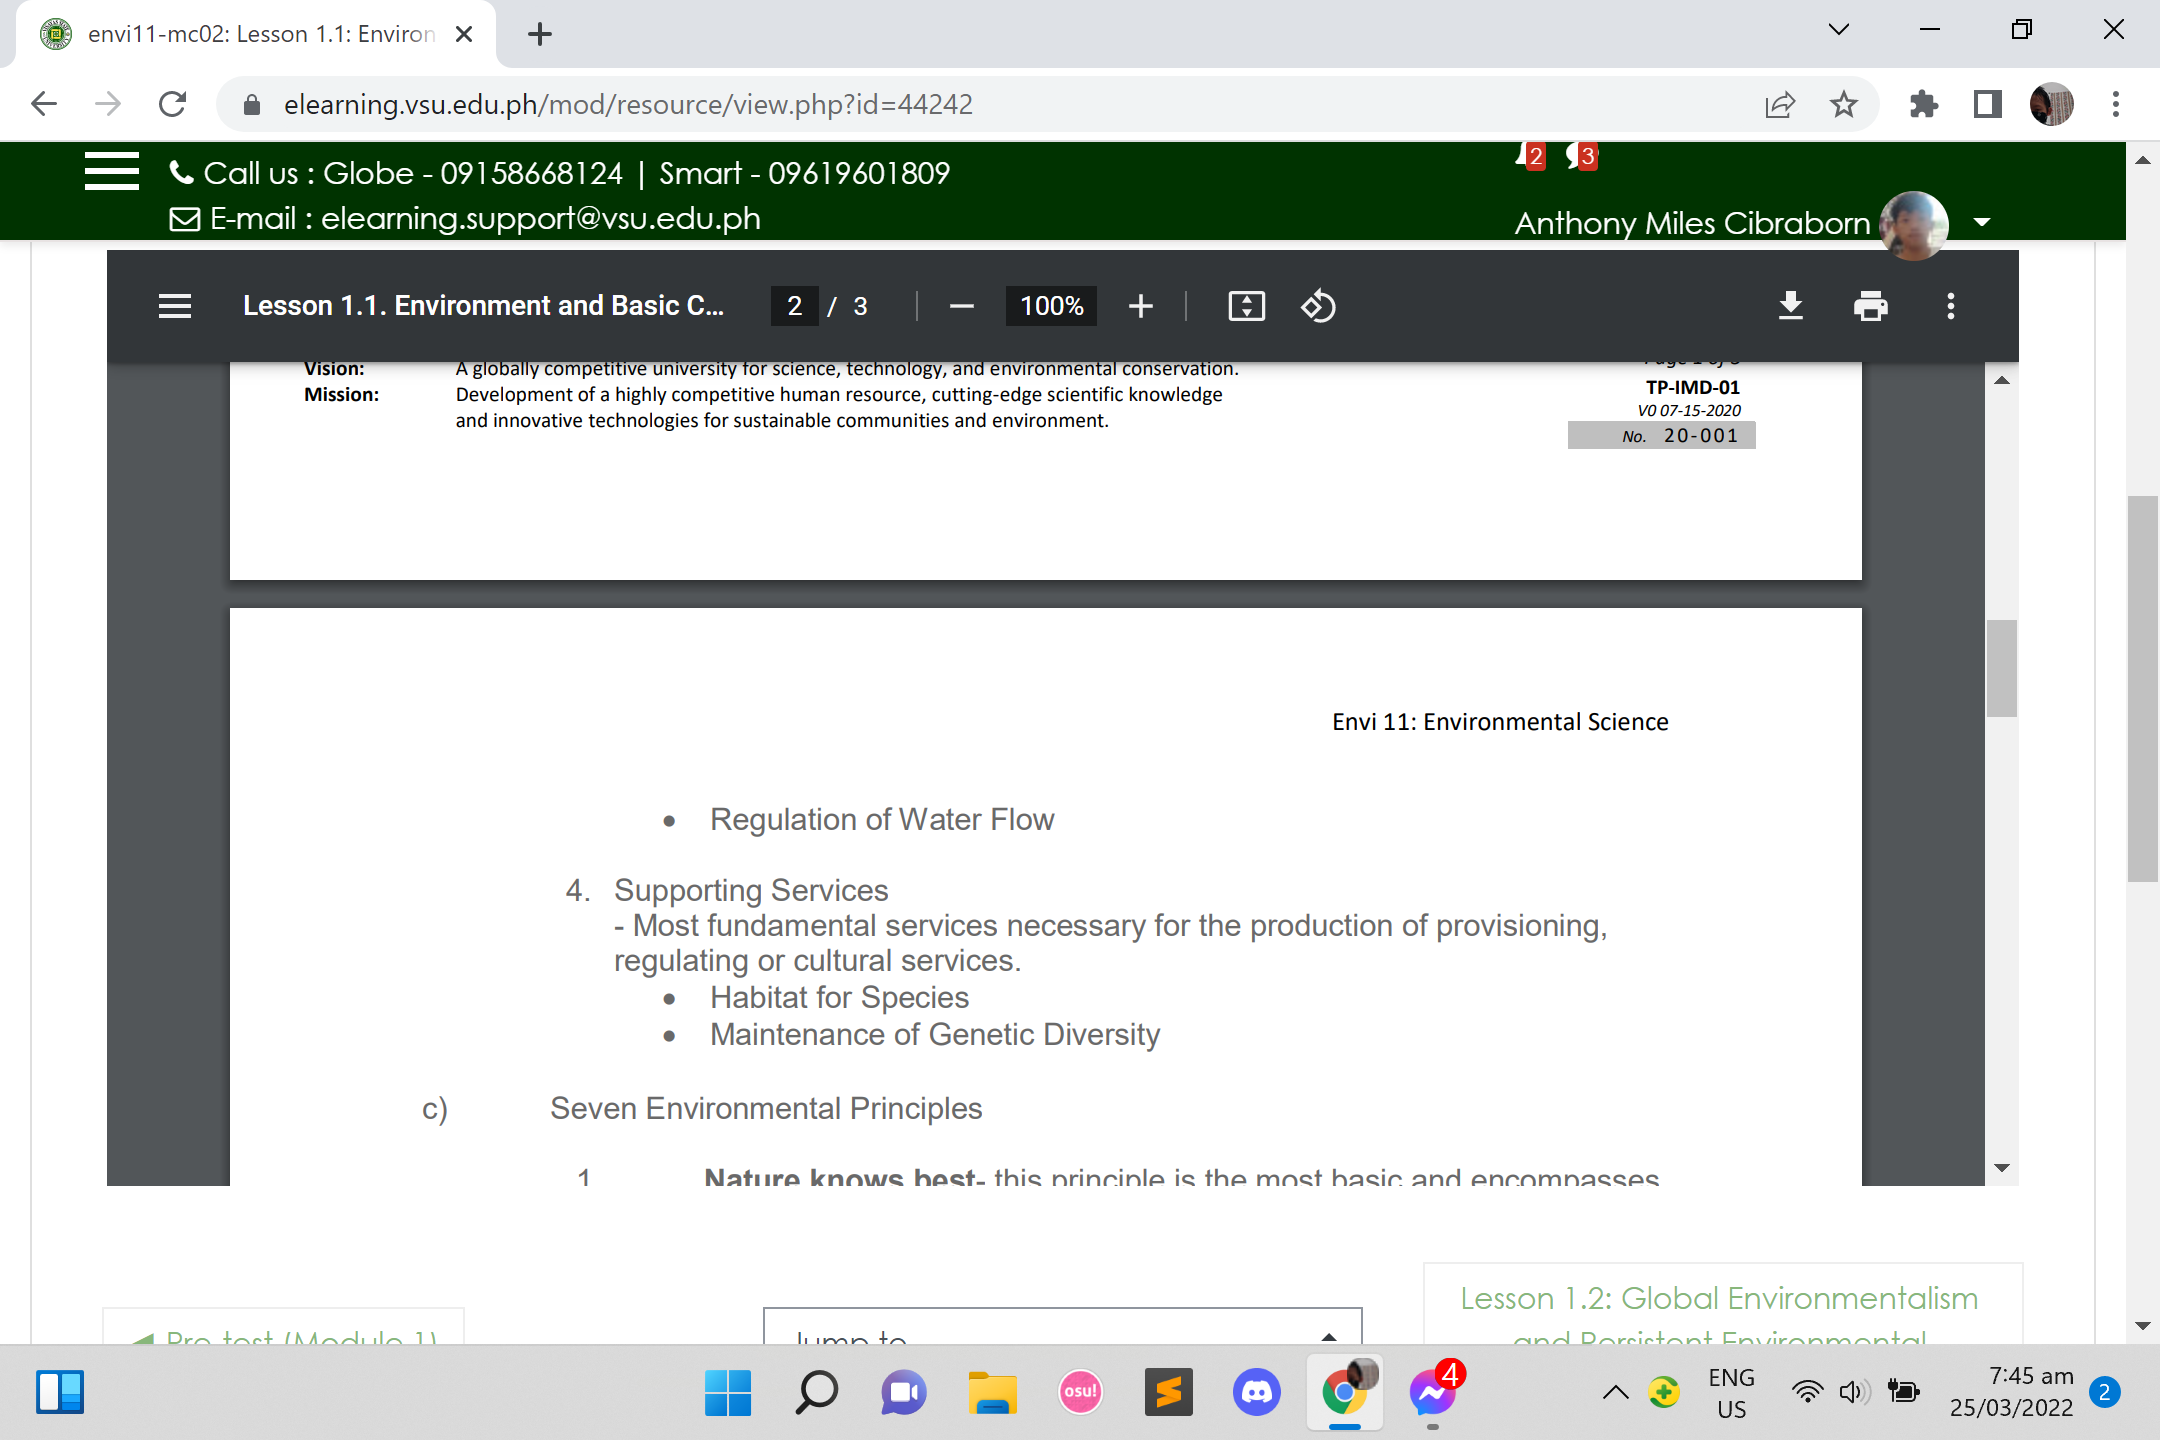 envi11-mc02: Lesson 1.1: Environ
elearning.vsu.edu.ph/mod/resource/view.php?id=44242
Call us : Globe - 09158668124 | Smart - 09619601809
2 3
E-mail : elearning.support@vsu.edu.ph
Anthony Miles Cibraborn
Lesson 1.1. Environment and Basic C... 2 / 3 100%
Vision: A globally competitive university for science, technology, and environmental conservation.
Page 1 of 3
Mission: Development of a highly competitive human resource, cutting-edge scientific knowledge
and innovative technologies for sustainable communities and environment.
TP-IMD-01
V0 07-15-2020
No. 20-001
Envi 11: Environmental Science
• Regulation of Water Flow
4. Supporting Services
- Most fundamental services necessary for the production of provisioning,
regulating or cultural services.
• Habitat for Species
• Maintenance of Genetic Diversity
c) Seven Environmental Principles
1 Nature knows best- this principle is the most basic and encompasses
Lesson 1.2: Global Environmentalism
and Persistent Environmental
◄ Pre-test (Module 1)
Jump to
osu!
4
ENG
US
7:45 am
25/03/2022
2